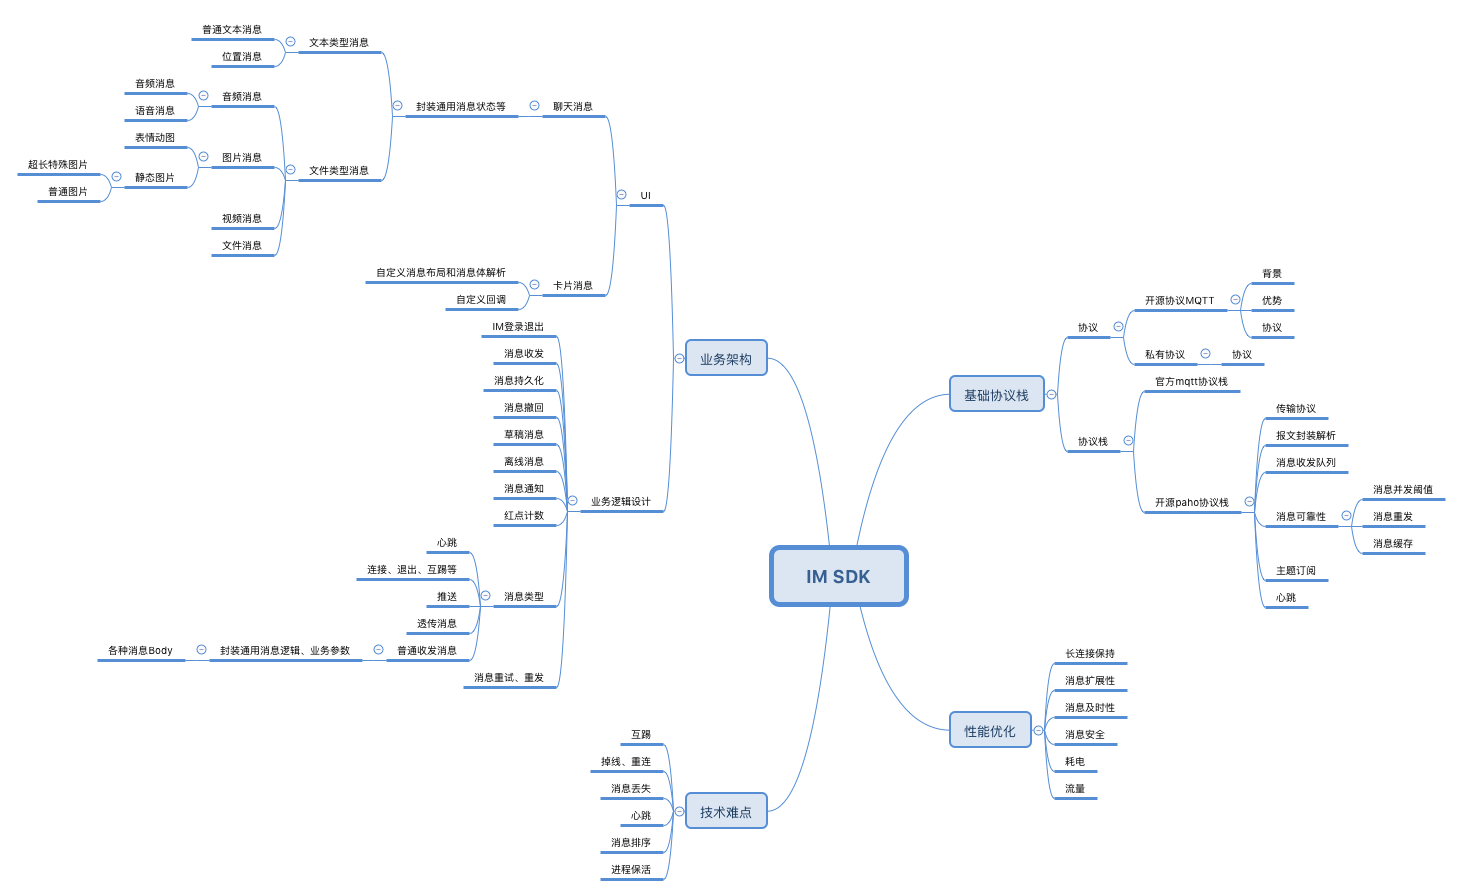 IM SDK
基础协议栈
协议
开源协议MQTT
背景
优势
协议
私有协议
协议
协议栈
官方mqtt协议栈
开源paho协议栈
传输协议
报文封装解析
消息收发队列
消息可靠性
消息并发阈值
消息重发
消息缓存
主题订阅
心跳
性能优化
长连接保持
消息扩展性
消息及时性
消息安全
耗电
流量
业务架构
UI
聊天消息
封装通用消息状态等
文本类型消息
普通文本消息
位置消息
文件类型消息
音频消息
音频消息
语音消息
图片消息
表情动图
静态图片
超长特殊图片
普通图片
视频消息
文件消息
卡片消息
自定义消息布局和消息体解析
自定义回调
业务逻辑设计
IM登录退出
消息收发
消息持久化
消息撤回
草稿消息
离线消息
消息通知
红点计数
消息类型
心跳
连接、退出、互踢等
推送
透传消息
普通收发消息
封装通用消息逻辑、业务参数
各种消息Body
消息重试、重发
技术难点
互踢
掉线、重连
消息丢失
心跳
消息排序
进程保活